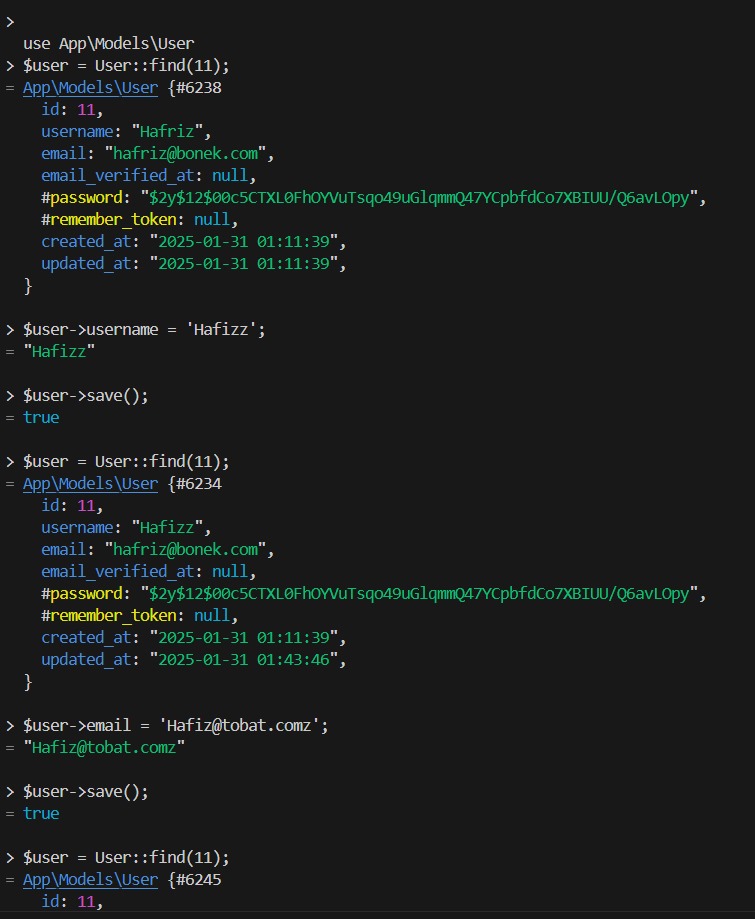 >
use App\Models\User
> $user = User::find(11);
= App\Models\User {#6238
id: 11,
username: "Hafriz",
email: "hafriz@bonek.com",
email_verified_at: null,
#password: "$2y$12$00c5CTXL0FhOYVuTsqo49uGlqmmQ47YCpbfdCo7XBIUU/Q6avLOpy",
#remember_token: null,
created_at: "2025-01-31 01:11:39",
updated_at: "2025-01-31 01:11:39",
}
> $user->username = 'Hafizz';
= "Hafizz"
> $user->save();
= true
> $user = User::find(11);
= App\Models\User {#6234
id: 11,
username: "Hafizz",
email: "hafriz@bonek.com",
email_verified_at: null,
#password: "$2y$12$00c5CTXL0FhOYVuTsqo49uGlqmmQ47YCpbfdCo7XBIUU/Q6avLOpy",
#remember_token: null,
created_at: "2025-01-31 01:11:39",
updated_at: "2025-01-31 01:43:46",
}
> $user->email = 'Hafiz@tobat.comz';
= "Hafiz@tobat.comz"
> $user->save();
= true
> $user = User::find(11);
= App\Models\User {#6245
id: 11,